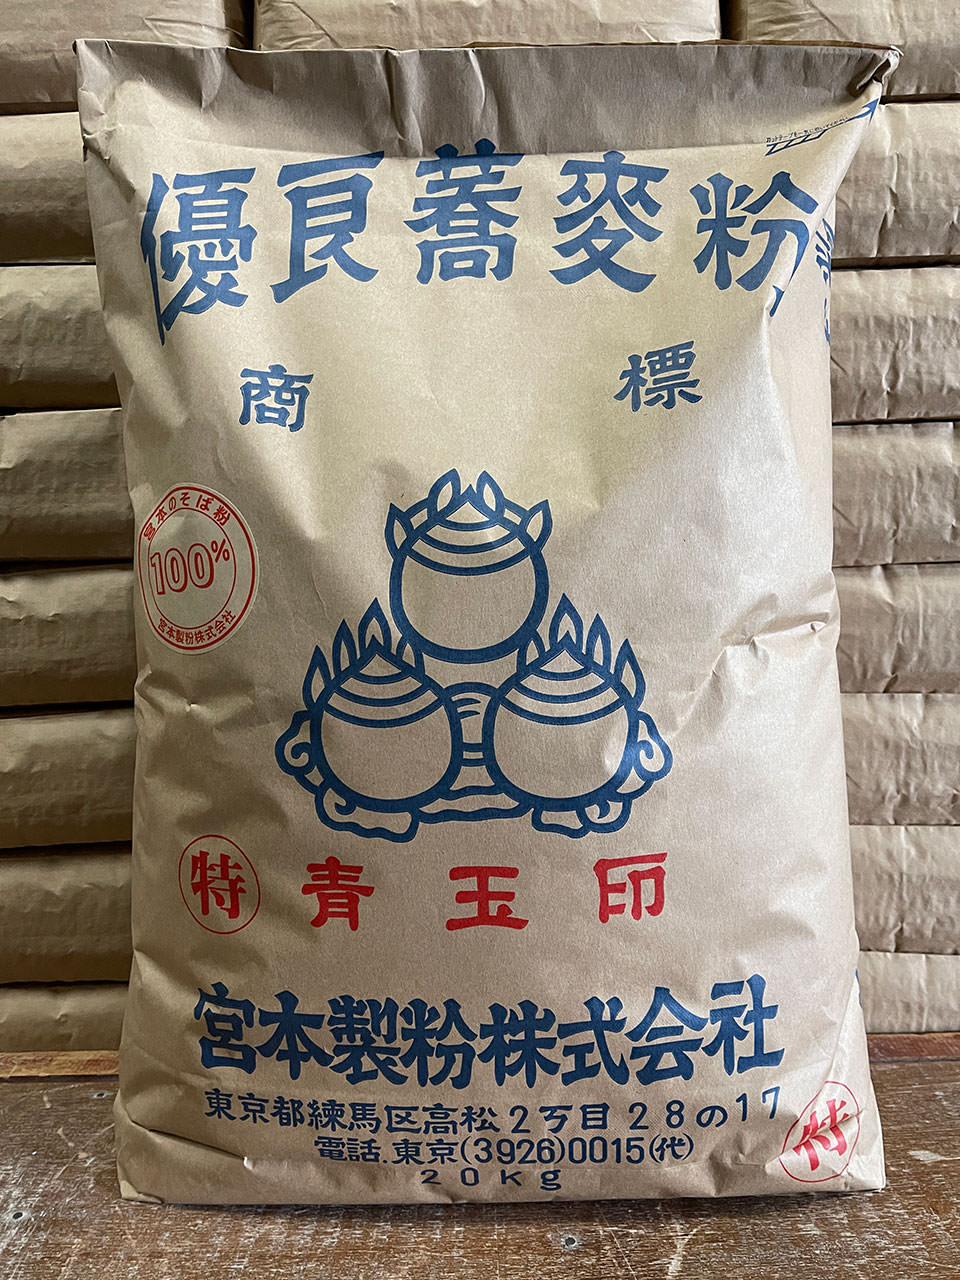 優良蕎麥粉
商標
宮本のそば粉
100%
宮本製粉株式会社
特 青玉印
宮本製粉株式会社
東京都練馬区高松2丁目28の17
電話.東京(3926)0015(代)
20Kg
特